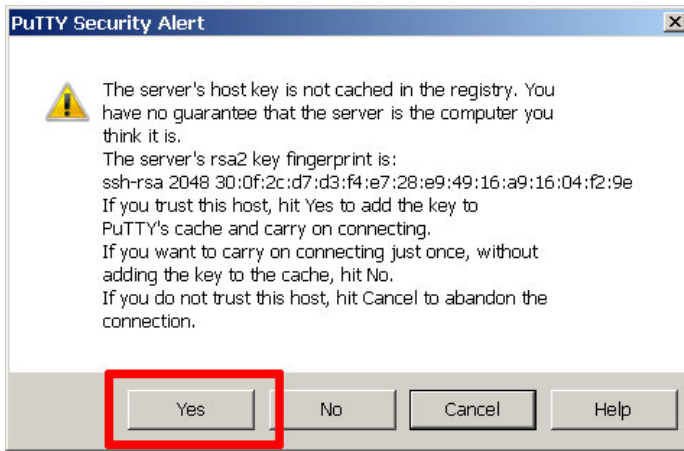 PuTTY Security Alert
The server's host key is not cached in the registry. You
have no guarantee that the server is the computer you
think it is.
The server's rsa2 key fingerprint is:
ssh-rsa 2048 30:0f:2c:d7:d3:f4:e7:28:e9:49:16:a9:16:04:f2:9e
If you trust this host, hit Yes to add the key to
PuTTY's cache and carry on connecting.
If you want to carry on connecting just once, without
adding the key to the cache, hit No.
If you do not trust this host, hit Cancel to abandon the
connection.
Yes No Cancel Help